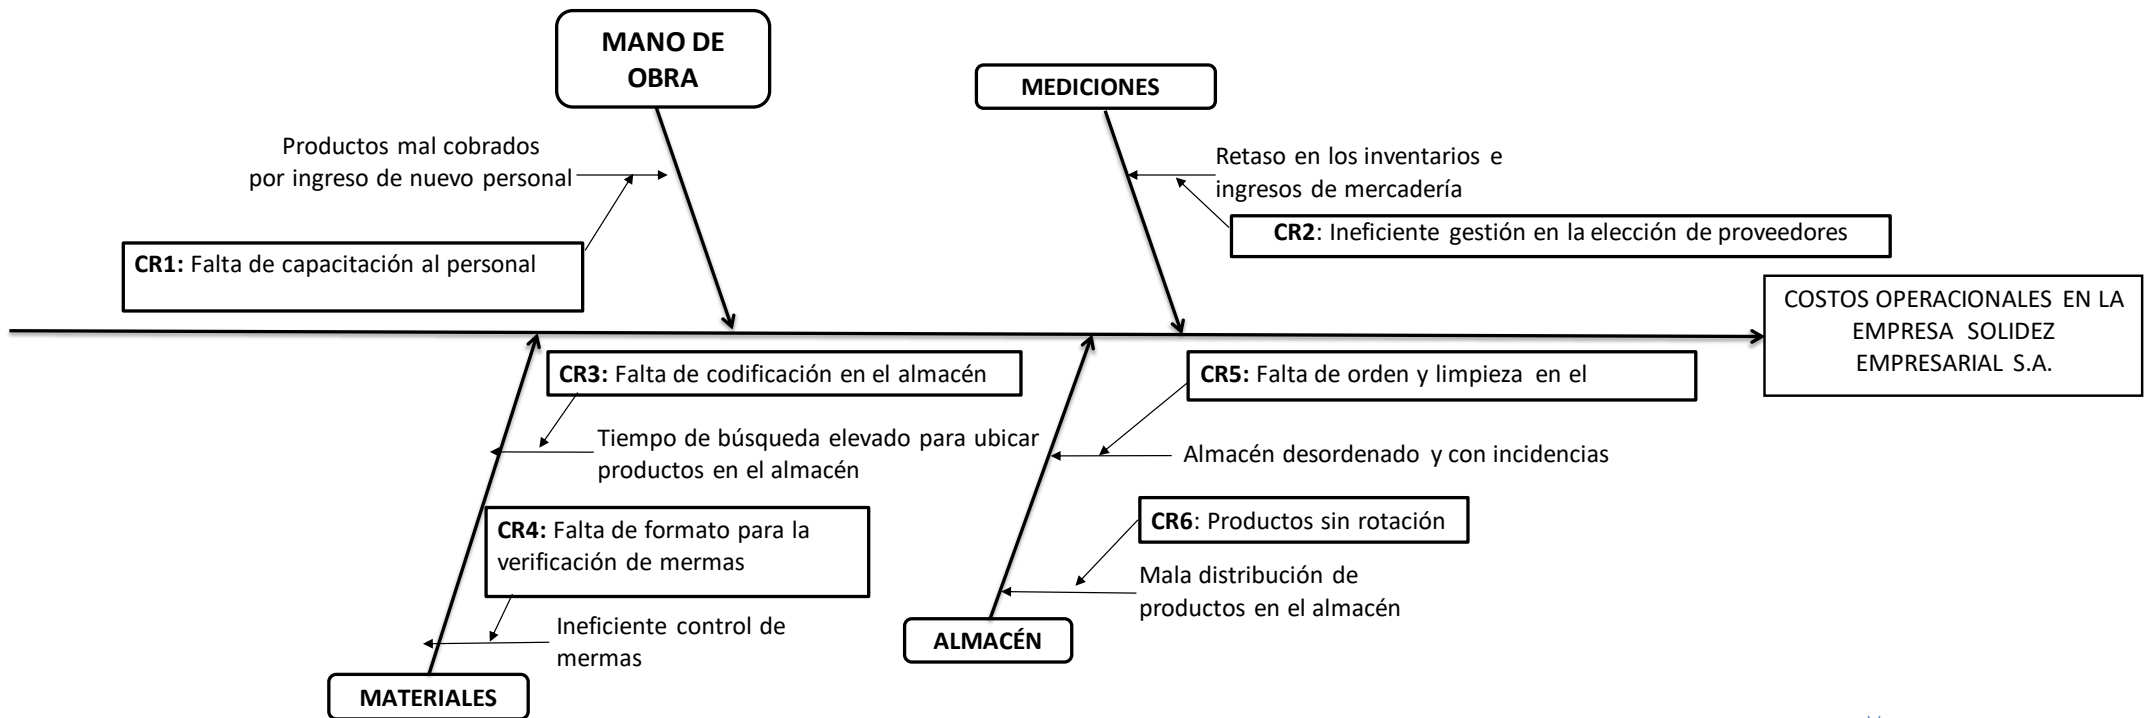 MANO DE
OBRA
MEDICIONES
Productos mal cobrados
por ingreso de nuevo personal
Retaso en los inventarios e
ingresos de mercadería
CR1: Falta de capacitación al personal
CR2: Ineficiente gestión en la elección de proveedores
COSTOS OPERACIONALES EN LA
EMPRESA SOLIDEZ
EMPRESARIAL S.A.
CR3: Falta de codificación en el almacén
CR5: Falta de orden y limpieza en el
Tiempo de búsqueda elevado para ubicar
productos en el almacén
Almacén desordenado y con incidencias
CR4: Falta de formato para la
verificación de mermas
CR6: Productos sin rotación
Mala distribución de
productos en el almacén
Ineficiente control de
mermas
ALMACÉN
MATERIALES